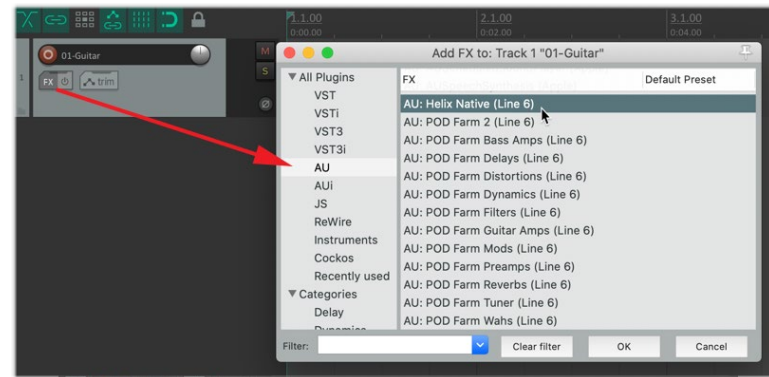 1.1.00
0:00.00
2.1.00
0:02.00
3.1.00
0:04.00
01-Guitar
M
FX
trim
S
1
Add FX to: Track 1 "01-Guitar"
All Plugins
VST
VSTi
VST3
VST3i
AU
AUi
JS
ReWire
Instruments
Cockos
Recently used
Categories
Delay
Dynamics
FX
Default Preset
AU: Helix Native (Line 6)
AU: POD Farm 2 (Line 6)
AU: POD Farm Bass Amps (Line 6)
AU: POD Farm Delays (Line 6)
AU: POD Farm Distortions (Line 6)
AU: POD Farm Dynamics (Line 6)
AU: POD Farm Filters (Line 6)
AU: POD Farm Guitar Amps (Line 6)
AU: POD Farm Mods (Line 6)
AU: POD Farm Preamps (Line 6)
AU: POD Farm Reverbs (Line 6)
AU: POD Farm Tuner (Line 6)
AU: POD Farm Wahs (Line 6)
Filter:
Clear filter
OK
Cancel